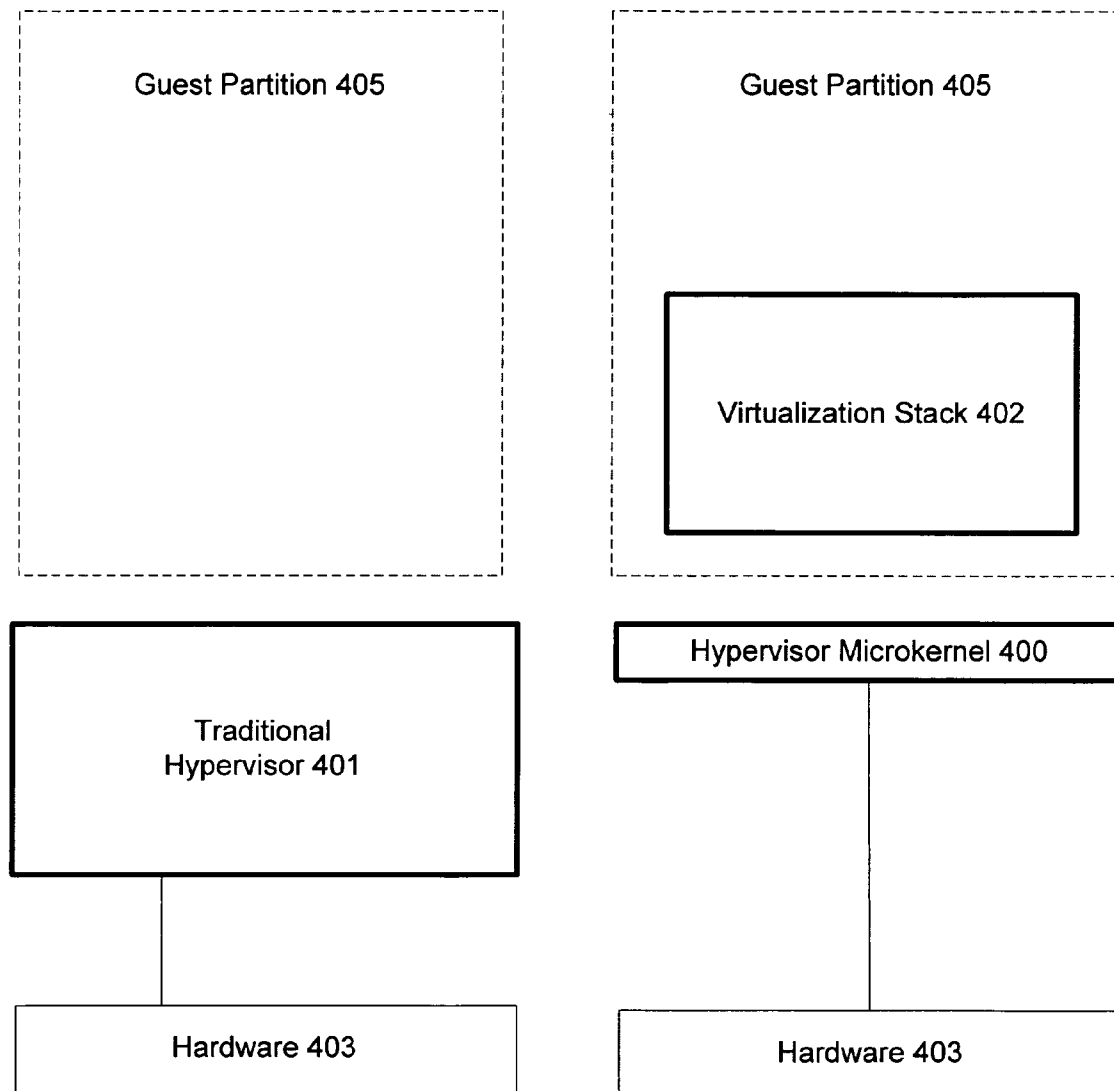 Guest Partition 405
Guest Partition 405
Virtualization Stack 402
Hypervisor Microkernel 400
Traditional
Hypervisor 401
Hardware 403
Hardware 403